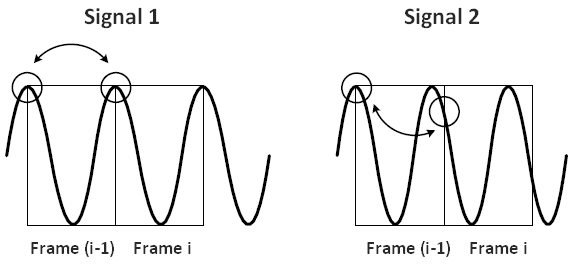 Signal 1
Signal 2
Frame (i-1) Frame i
Frame (i-1) Frame i